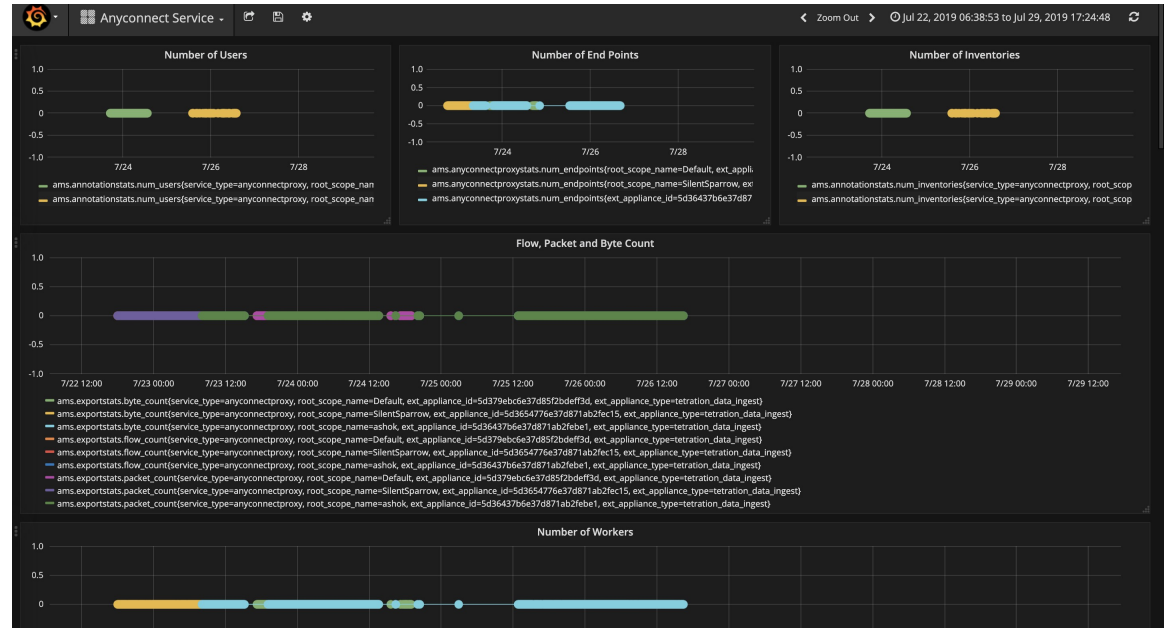 Anyconnect Service
Zoom Out
Jul 22, 2019 06:38:53 to Jul 29, 2019 17:24:48
Number of Users
1.0
0.5
0
-0.5
-1.0
7/24 7/26 7/28
ams.annotationstats.num_users{service_type=anyconnectproxy, root_scope_nam
ams.annotationstats.num_users{service_type=anyconnectproxy, root_scope_nam
Number of End Points
1.0
0.5
0
-0.5
-1.0
7/24 7/26 7/28
ams.anyconnectproxystats.num_endpoints{root_scope_name=Default, ext_applia
ams.anyconnectproxystats.num_endpoints{root_scope_name=SilentSparrow, ext
ams.anyconnectproxystats.num_endpoints{ext_appliance_id=5d36437b6e37d87
Number of Inventories
1.0
0.5
0
-0.5
-1.0
7/24 7/26 7/28
ams.annotationstats.num_inventories{service_type=anyconnectproxy, root_scop
ams.annotationstats.num_inventories{service_type=anyconnectproxy, root_scop
Flow, Packet and Byte Count
1.0
0.5
0
-0.5
-1.0
7/22 12:00 7/23 00:00 7/23 12:00 7/24 00:00 7/24 12:00 7/25 00:00 7/25 12:00 7/26 00:00 7/26 12:00 7/27 00:00 7/27 12:00 7/28 00:00 7/28 12:00 7/29 00:00 7/29 12:00
ams.exportstats.byte_count{service_type=anyconnectproxy, root_scope_name=Default, ext_appliance_id=5d379ebc6e37d85f2bdeff3d, ext_appliance_type=tetration_data_ingest}
ams.exportstats.byte_count{service_type=anyconnectproxy, root_scope_name=SilentSparrow, ext_appliance_id=5d3654776e37d871ab2fec15, ext_appliance_type=tetration_data_ingest}
ams.exportstats.byte_count{service_type=anyconnectproxy, root_scope_name=ashok, ext_appliance_id=5d36437b6e37d871ab2febe1, ext_appliance_type=tetration_data_ingest}
ams.exportstats.flow_count{service_type=anyconnectproxy, root_scope_name=Default, ext_appliance_id=5d379ebc6e37d85f2bdeff3d, ext_appliance_type=tetration_data_ingest}
ams.exportstats.flow_count{service_type=anyconnectproxy, root_scope_name=SilentSparrow, ext_appliance_id=5d3654776e37d871ab2fec15, ext_appliance_type=tetration_data_ingest}
ams.exportstats.flow_count{service_type=anyconnectproxy, root_scope_name=ashok, ext_appliance_id=5d36437b6e37d871ab2febe1, ext_appliance_type=tetration_data_ingest}
ams.exportstats.packet_count{service_type=anyconnectproxy, root_scope_name=Default, ext_appliance_id=5d379ebc6e37d85f2bdeff3d, ext_appliance_type=tetration_data_ingest}
ams.exportstats.packet_count{service_type=anyconnectproxy, root_scope_name=SilentSparrow, ext_appliance_id=5d3654776e37d871ab2fec15, ext_appliance_type=tetration_data_ingest}
ams.exportstats.packet_count{service_type=anyconnectproxy, root_scope_name=ashok, ext_appliance_id=5d36437b6e37d871ab2febe1, ext_appliance_type=tetration_data_ingest}
Number of Workers
1.0
0.5
0